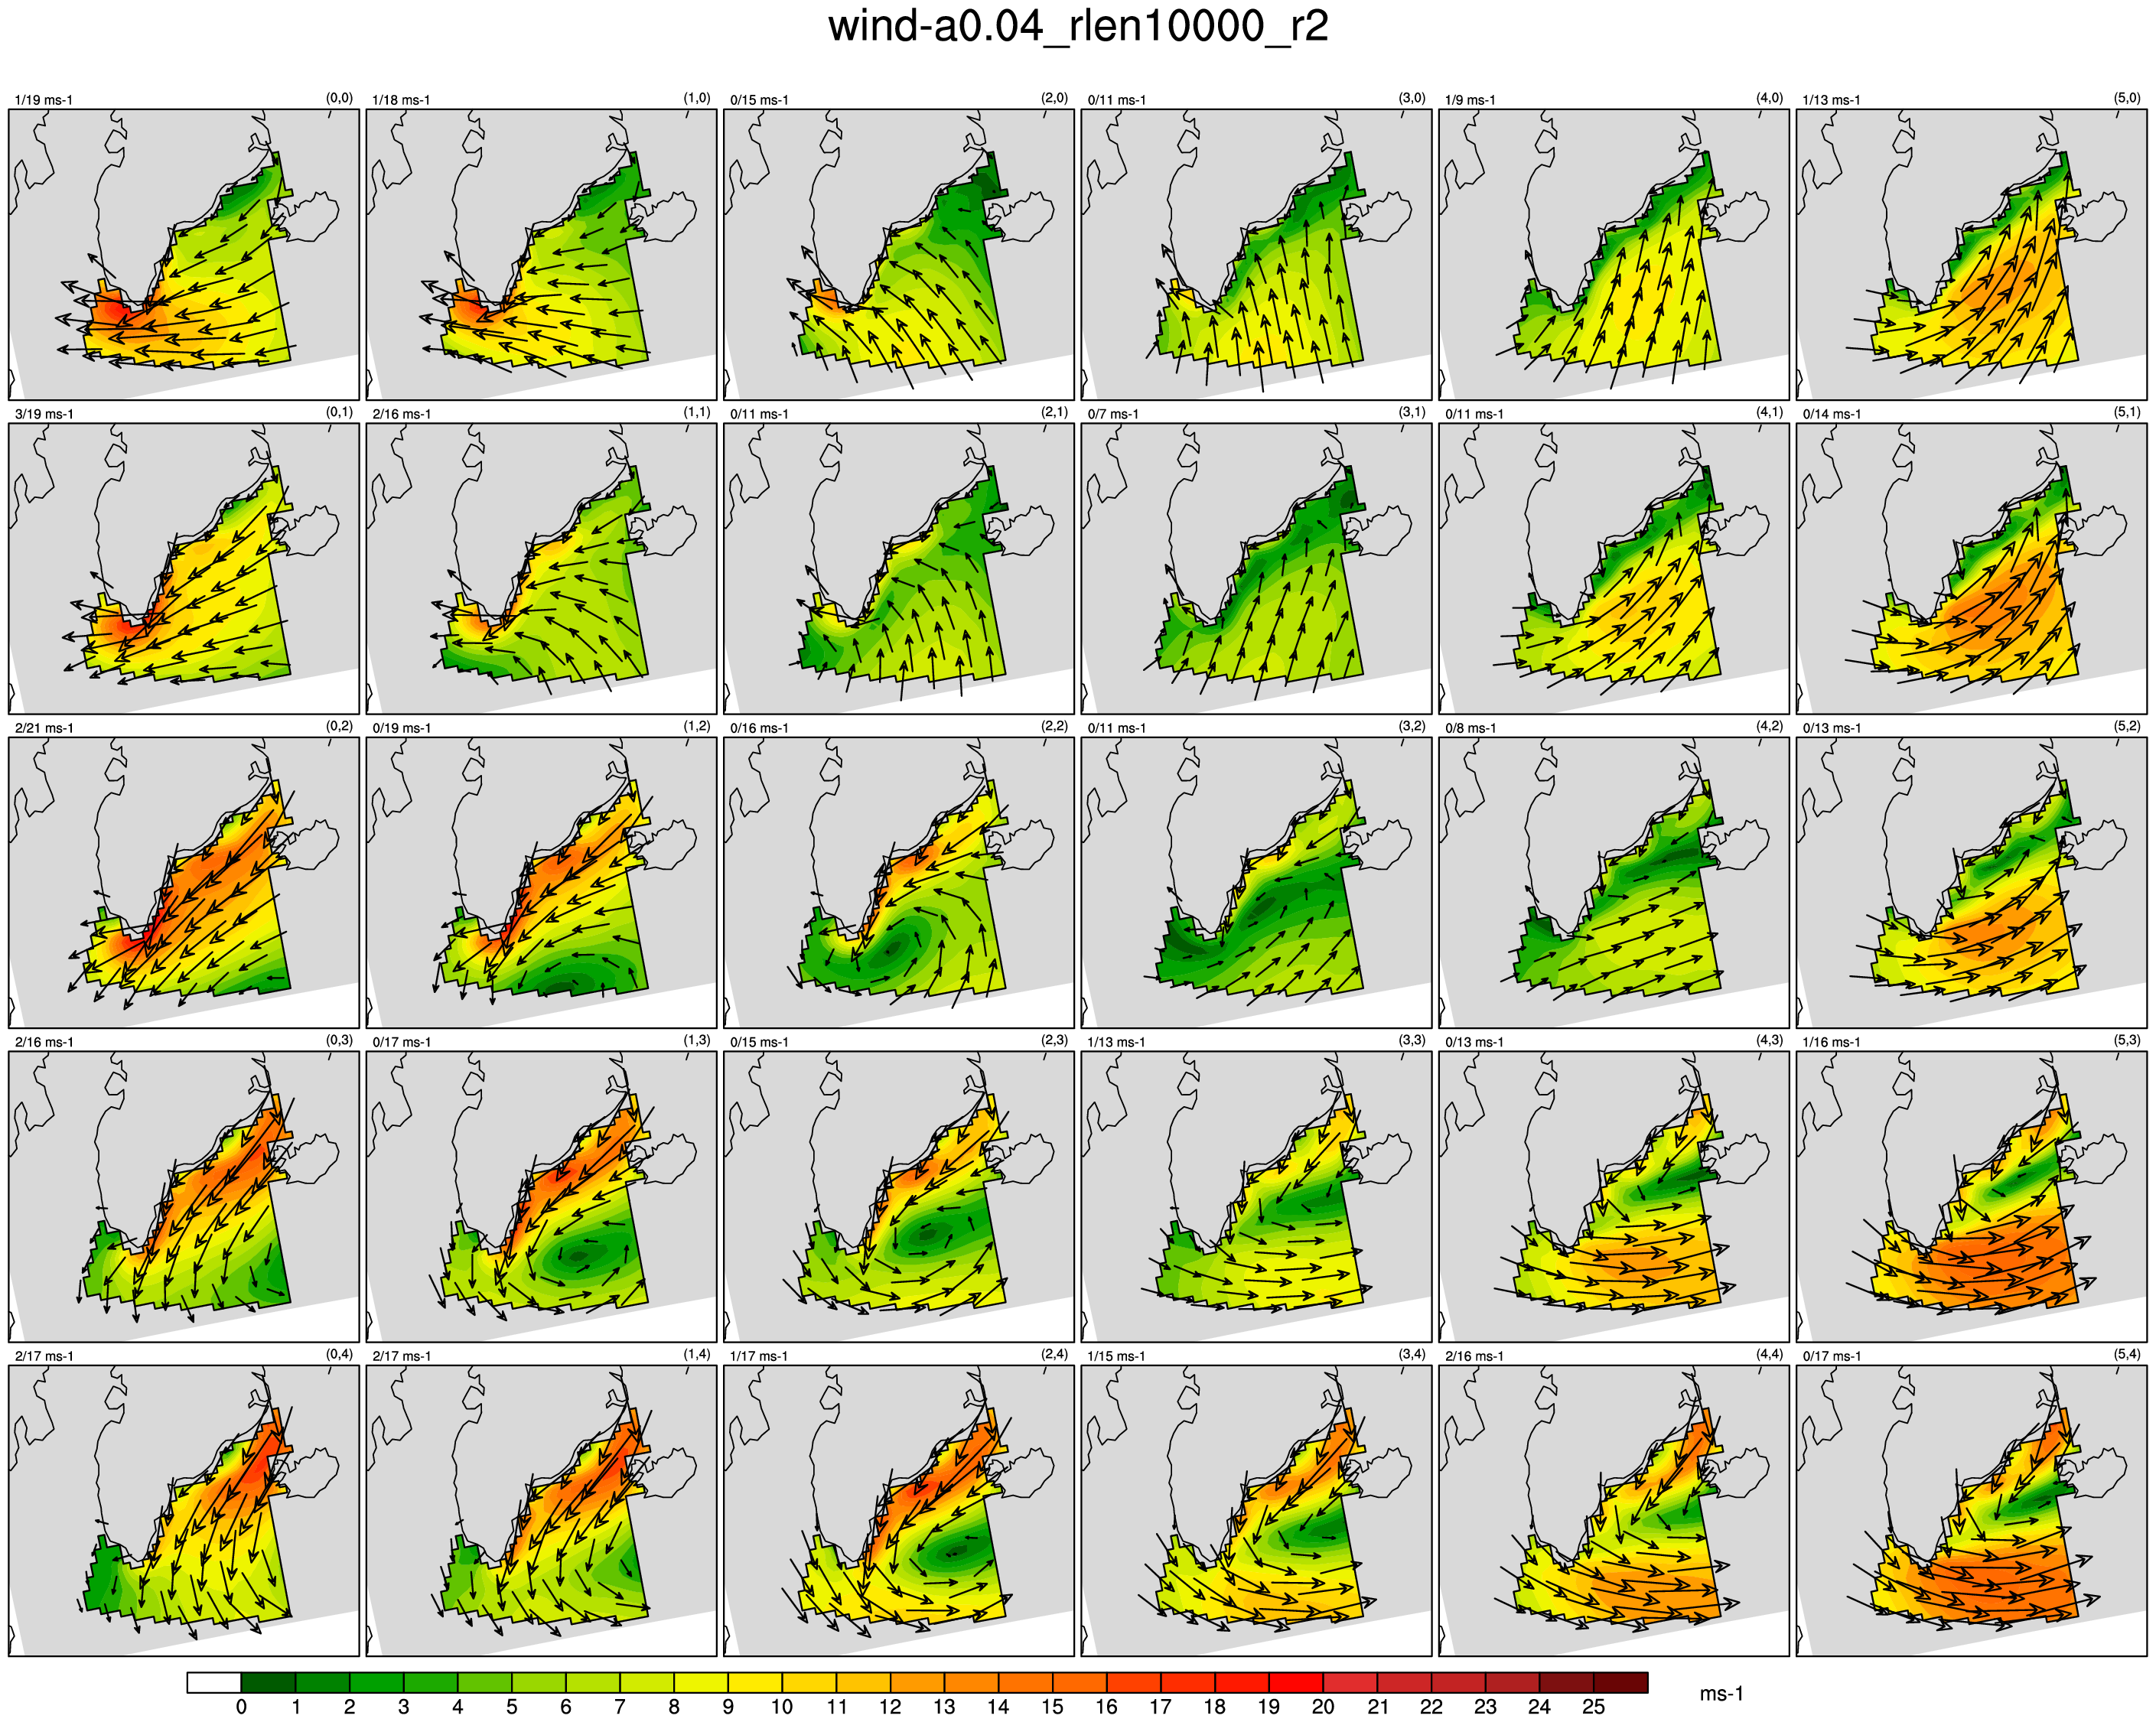 wind-a0.04_rlen10000_r2
1/19 ms-1 (0,0) 1/18 ms-1 (1,0) 0/15 ms-1 (2,0) 0/11 ms-1 (3,0) 1/9 ms-1 (4,0) 1/13 ms-1 (5,0)
3/19 ms-1 (0,1) 2/16 ms-1 (1,1) 0/11 ms-1 (2,1) 0/7 ms-1 (3,1) 0/11 ms-1 (4,1) 0/14 ms-1 (5,1)
2/21 ms-1 (0,2) 0/19 ms-1 (1,2) 0/16 ms-1 (2,2) 0/11 ms-1 (3,2) 0/8 ms-1 (4,2) 0/13 ms-1 (5,2)
2/16 ms-1 (0,3) 0/17 ms-1 (1,3) 0/15 ms-1 (2,3) 1/13 ms-1 (3,3) 0/13 ms-1 (4,3) 1/16 ms-1 (5,3)
2/17 ms-1 (0,4) 2/17 ms-1 (1,4) 1/17 ms-1 (2,4) 1/15 ms-1 (3,4) 2/16 ms-1 (4,4) 0/17 ms-1 (5,4)
0 1 2 3 4 5 6 7 8 9 10 11 12 13 14 15 16 17 18 19 20 21 22 23 24 25 ms-1